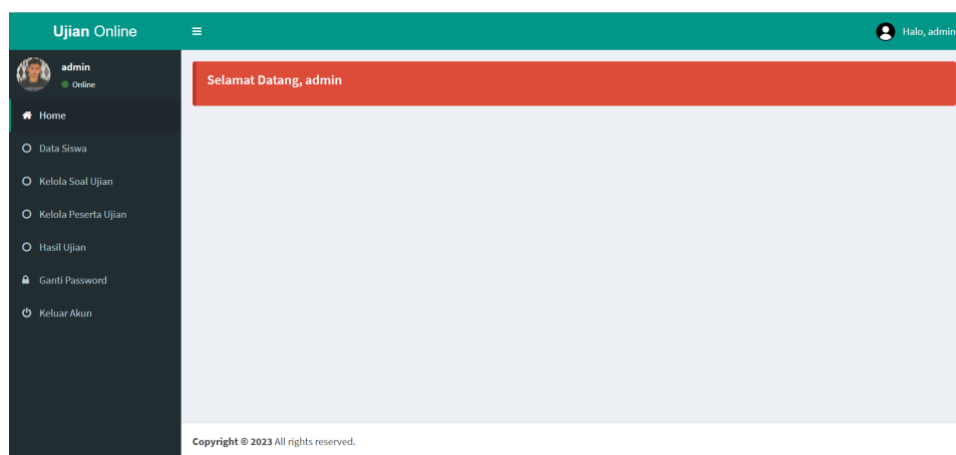 Ujian Online
Halo, admin
admin
Online
Selamat Datang, admin
Home
Data Siswa
Kelola Soal Ujian
Kelola Peserta Ujian
Hasil Ujian
Ganti Password
Keluar Akun
Copyright © 2023 All rights reserved.